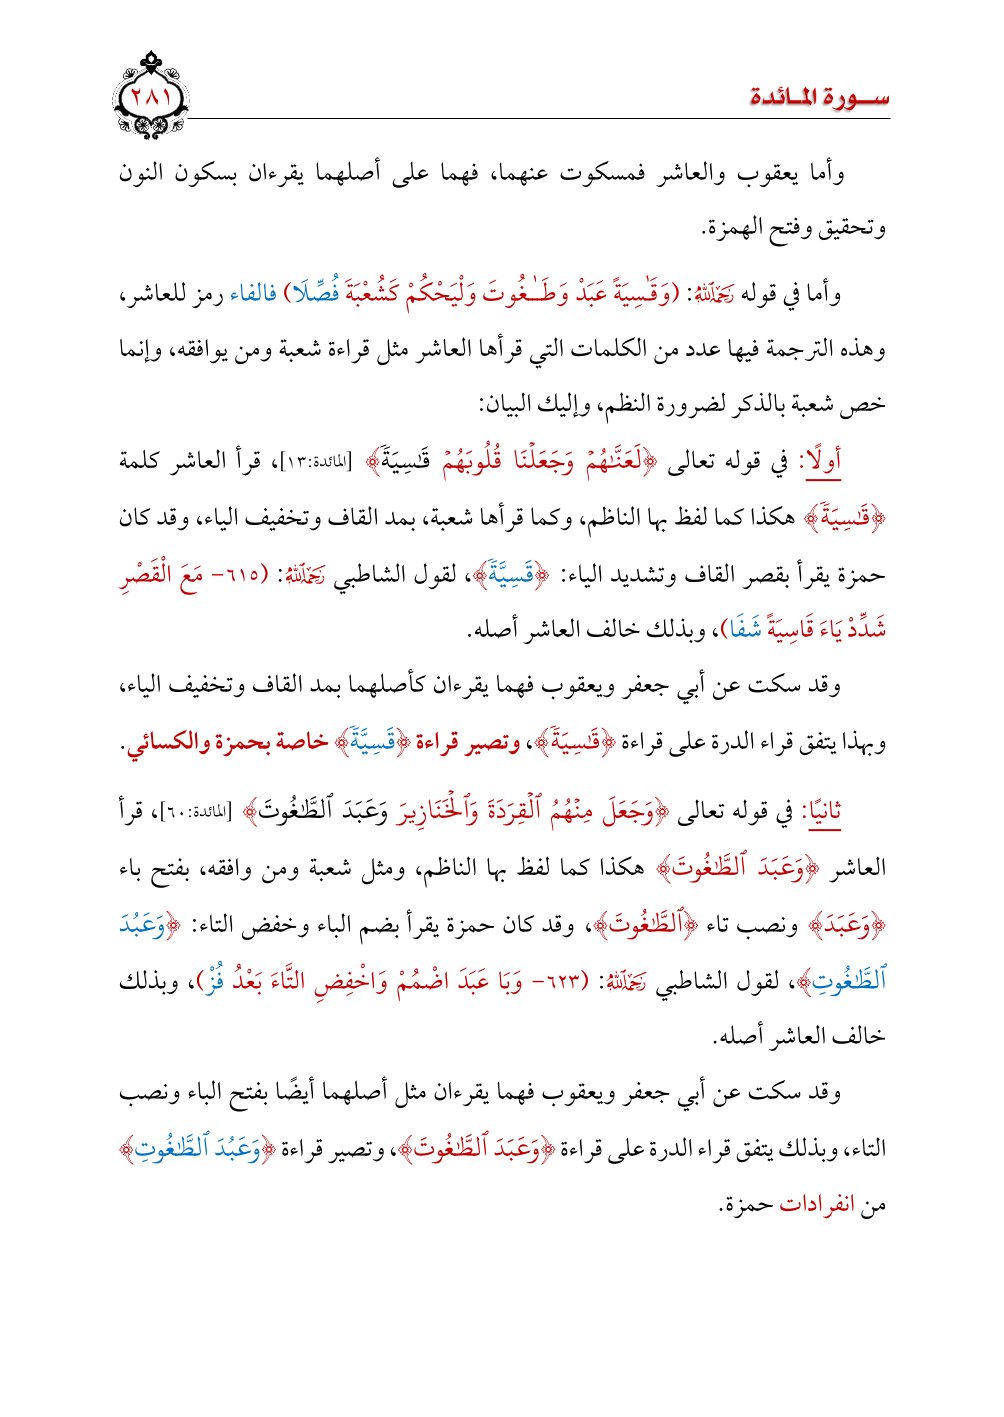 سورة المائدة
٢٨١
وأما يعقوب والعاشر فمسكوت عنهما، فهما على أصلهما يقرءان بسكون النون
وتحقيق وفتح الهمزة.
وأما في قوله رَحِمَهُ اللَّهُ: (وَقَـٰسِيَةً عَبَدْ وَطَـٰغُوتَ وَلْيَحْكُمْ كَشُعْبَةَ فُصِّلَا) فالفاء رمز للعاشر،
وهذه الترجمة فيها عدد من الكلمات التي قرأها العاشر مثل قراءة شعبة ومن يوافقه، وإنما
خص شعبة بالذكر لضرورة النظم، وإليك البيان:
أولًا: في قوله تعالى ﴿لَعَنَّـٰهُمْ وَجَعَلْنَا قُلُوبَهُمْ قَـٰسِيَةً﴾ [المائدة:١٣]، قرأ العاشر كلمة
﴿قَـٰسِيَةً﴾ هكذا كما لفظ بها الناظم، وكما قرأها شعبة، بمد القاف وتخفيف الياء، وقد كان
حمزة يقرأ بقصر القاف وتشديد الياء: ﴿قَسِيَّةً﴾، لقول الشاطبي رَحِمَهُ اللَّهُ: (٦١٥- مَعَ الْقَصْرِ
شَدِّدْ يَاءَ قَاسِيَةً شَفَا)، وبذلك خالف العاشر أصله.
وقد سكت عن أبي جعفر ويعقوب فهما يقرءان كأصلهما بمد القاف وتخفيف الياء،
وبهذا يتفق قراء الدرة على قراءة ﴿قَـٰسِيَةً﴾، وتصير قراءة ﴿قَسِيَّةً﴾ خاصة بحمزة والكسائي.
ثانيًا: في قوله تعالى ﴿وَجَعَلَ مِنْهُمُ ٱلْقِرَدَةَ وَٱلْخَنَازِيرَ وَعَبَدَ ٱلطَّـٰغُوتَ﴾ [المائدة:٦٠]، قرأ
العاشر ﴿وَعَبَدَ ٱلطَّـٰغُوتَ﴾ هكذا كما لفظ بها الناظم، ومثل شعبة ومن وافقه، بفتح باء
﴿وَعَبَدَ﴾ ونصب تاء ﴿ٱلطَّـٰغُوتَ﴾، وقد كان حمزة يقرأ بضم الباء وخفض التاء: ﴿وَعَبُدَ
ٱلطَّـٰغُوتِ﴾، لقول الشاطبي رَحِمَهُ اللَّهُ: (٦٢٣- وَبَا عَبَدَ اضْمُمْ وَاخْفِضِ التَّاءَ بَعْدُ فُزْ)، وبذلك
خالف العاشر أصله.
وقد سكت عن أبي جعفر ويعقوب فهما يقرءان مثل أصلهما أيضًا بفتح الباء ونصب
التاء، وبذلك يتفق قراء الدرة على قراءة ﴿وَعَبَدَ ٱلطَّـٰغُوتَ﴾، وتصير قراءة ﴿وَعَبُدَ ٱلطَّـٰغُوتِ﴾
من انفرادات حمزة.